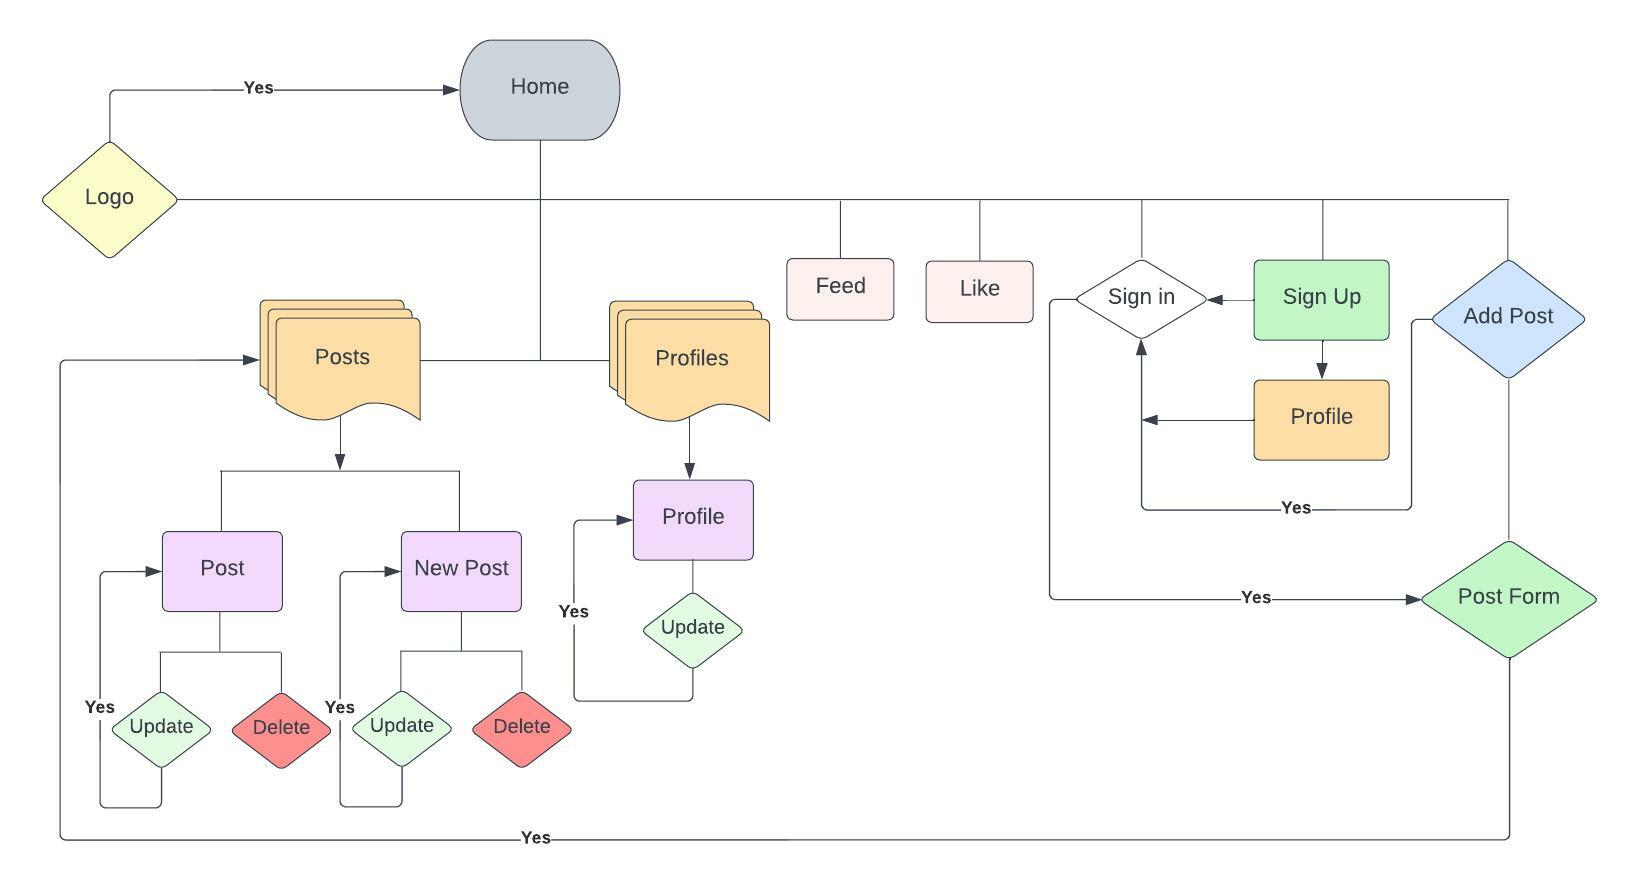 Home
Yes
Logo
Feed
Like
Sign in
Sign Up
Add Post
Posts
Profiles
Profile
Yes
Profile
Post
New Post
Yes
Yes
Post Form
Update
Yes
Yes
Update
Delete
Update
Delete
Yes